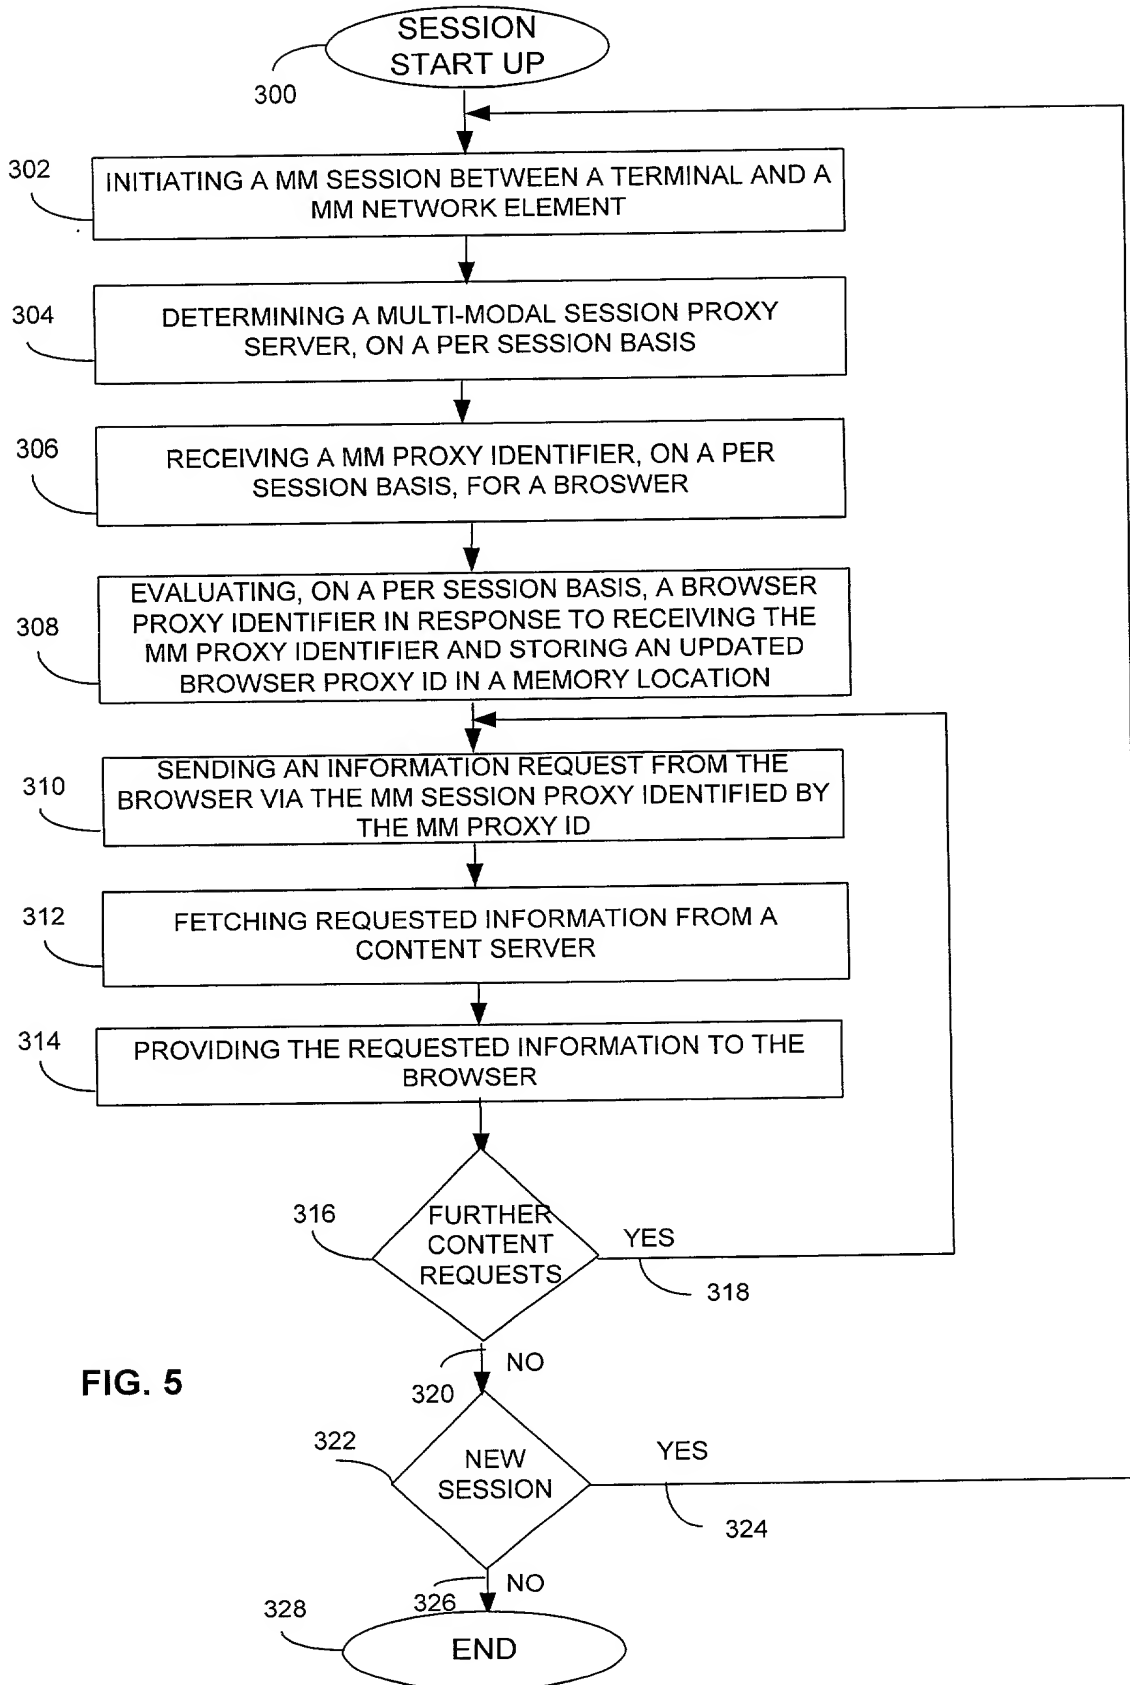 SESSION
START UP
300
302
INITIATING A MM SESSION BETWEEN A TERMINAL AND A
MM NETWORK ELEMENT
304
DETERMINING A MULTI-MODAL SESSION PROXY
SERVER, ON A PER SESSION BASIS
306
RECEIVING A MM PROXY IDENTIFIER, ON A PER
SESSION BASIS, FOR A BROSWER
308
EVALUATING, ON A PER SESSION BASIS, A BROWSER
PROXY IDENTIFIER IN RESPONSE TO RECEIVING THE
MM PROXY IDENTIFIER AND STORING AN UPDATED
BROWSER PROXY ID IN A MEMORY LOCATION
310
SENDING AN INFORMATION REQUEST FROM THE
BROWSER VIA THE MM SESSION PROXY IDENTIFIED BY
THE MM PROXY ID
312
FETCHING REQUESTED INFORMATION FROM A
CONTENT SERVER
314
PROVIDING THE REQUESTED INFORMATION TO THE
BROWSER
316
FURTHER
CONTENT
REQUESTS
YES
318
NO
320
FIG. 5
322
NEW
SESSION
YES
324
NO
326
328
END